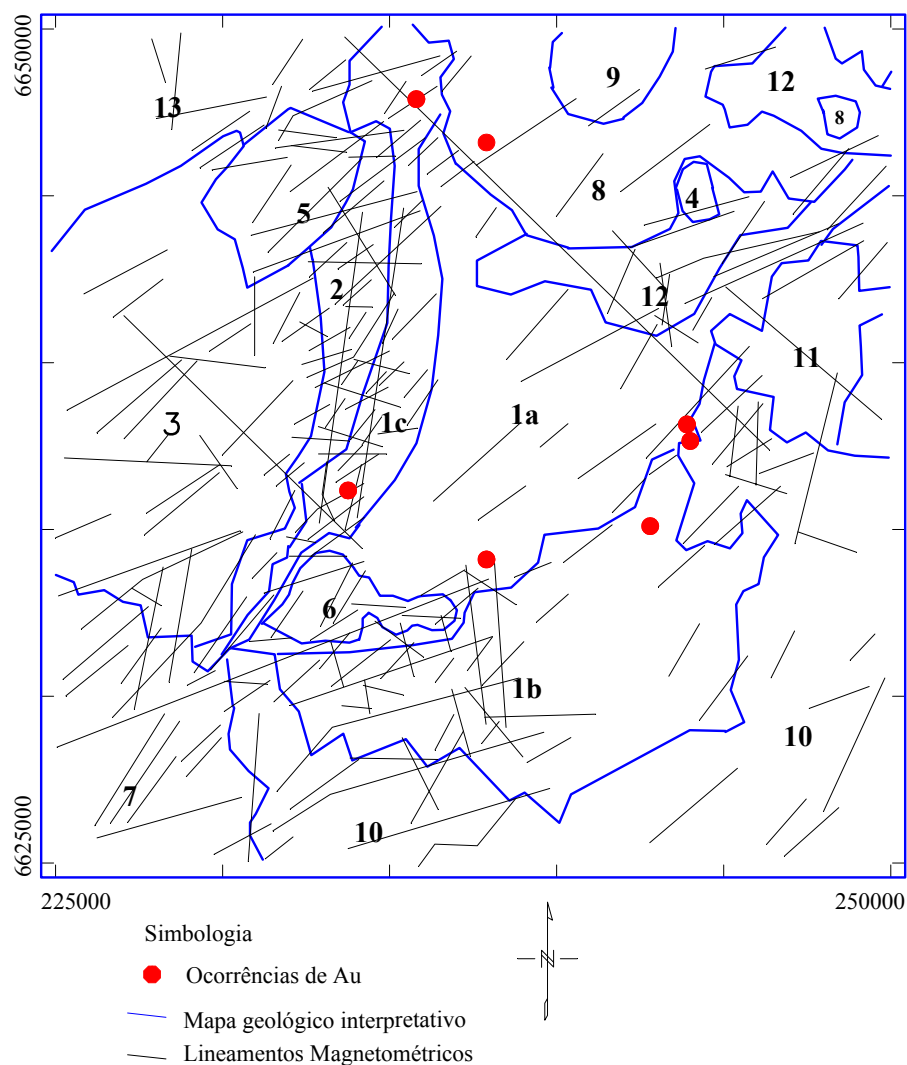 6650000
9
12
13
8
8
4
5
2
12
11
1a
1c
3
6
1b
10
7
10
6625000
225000
250000
Simbologia
N
Ocorrências de Au
Mapa geológico interpretativo
Lineamentos Magnetométricos